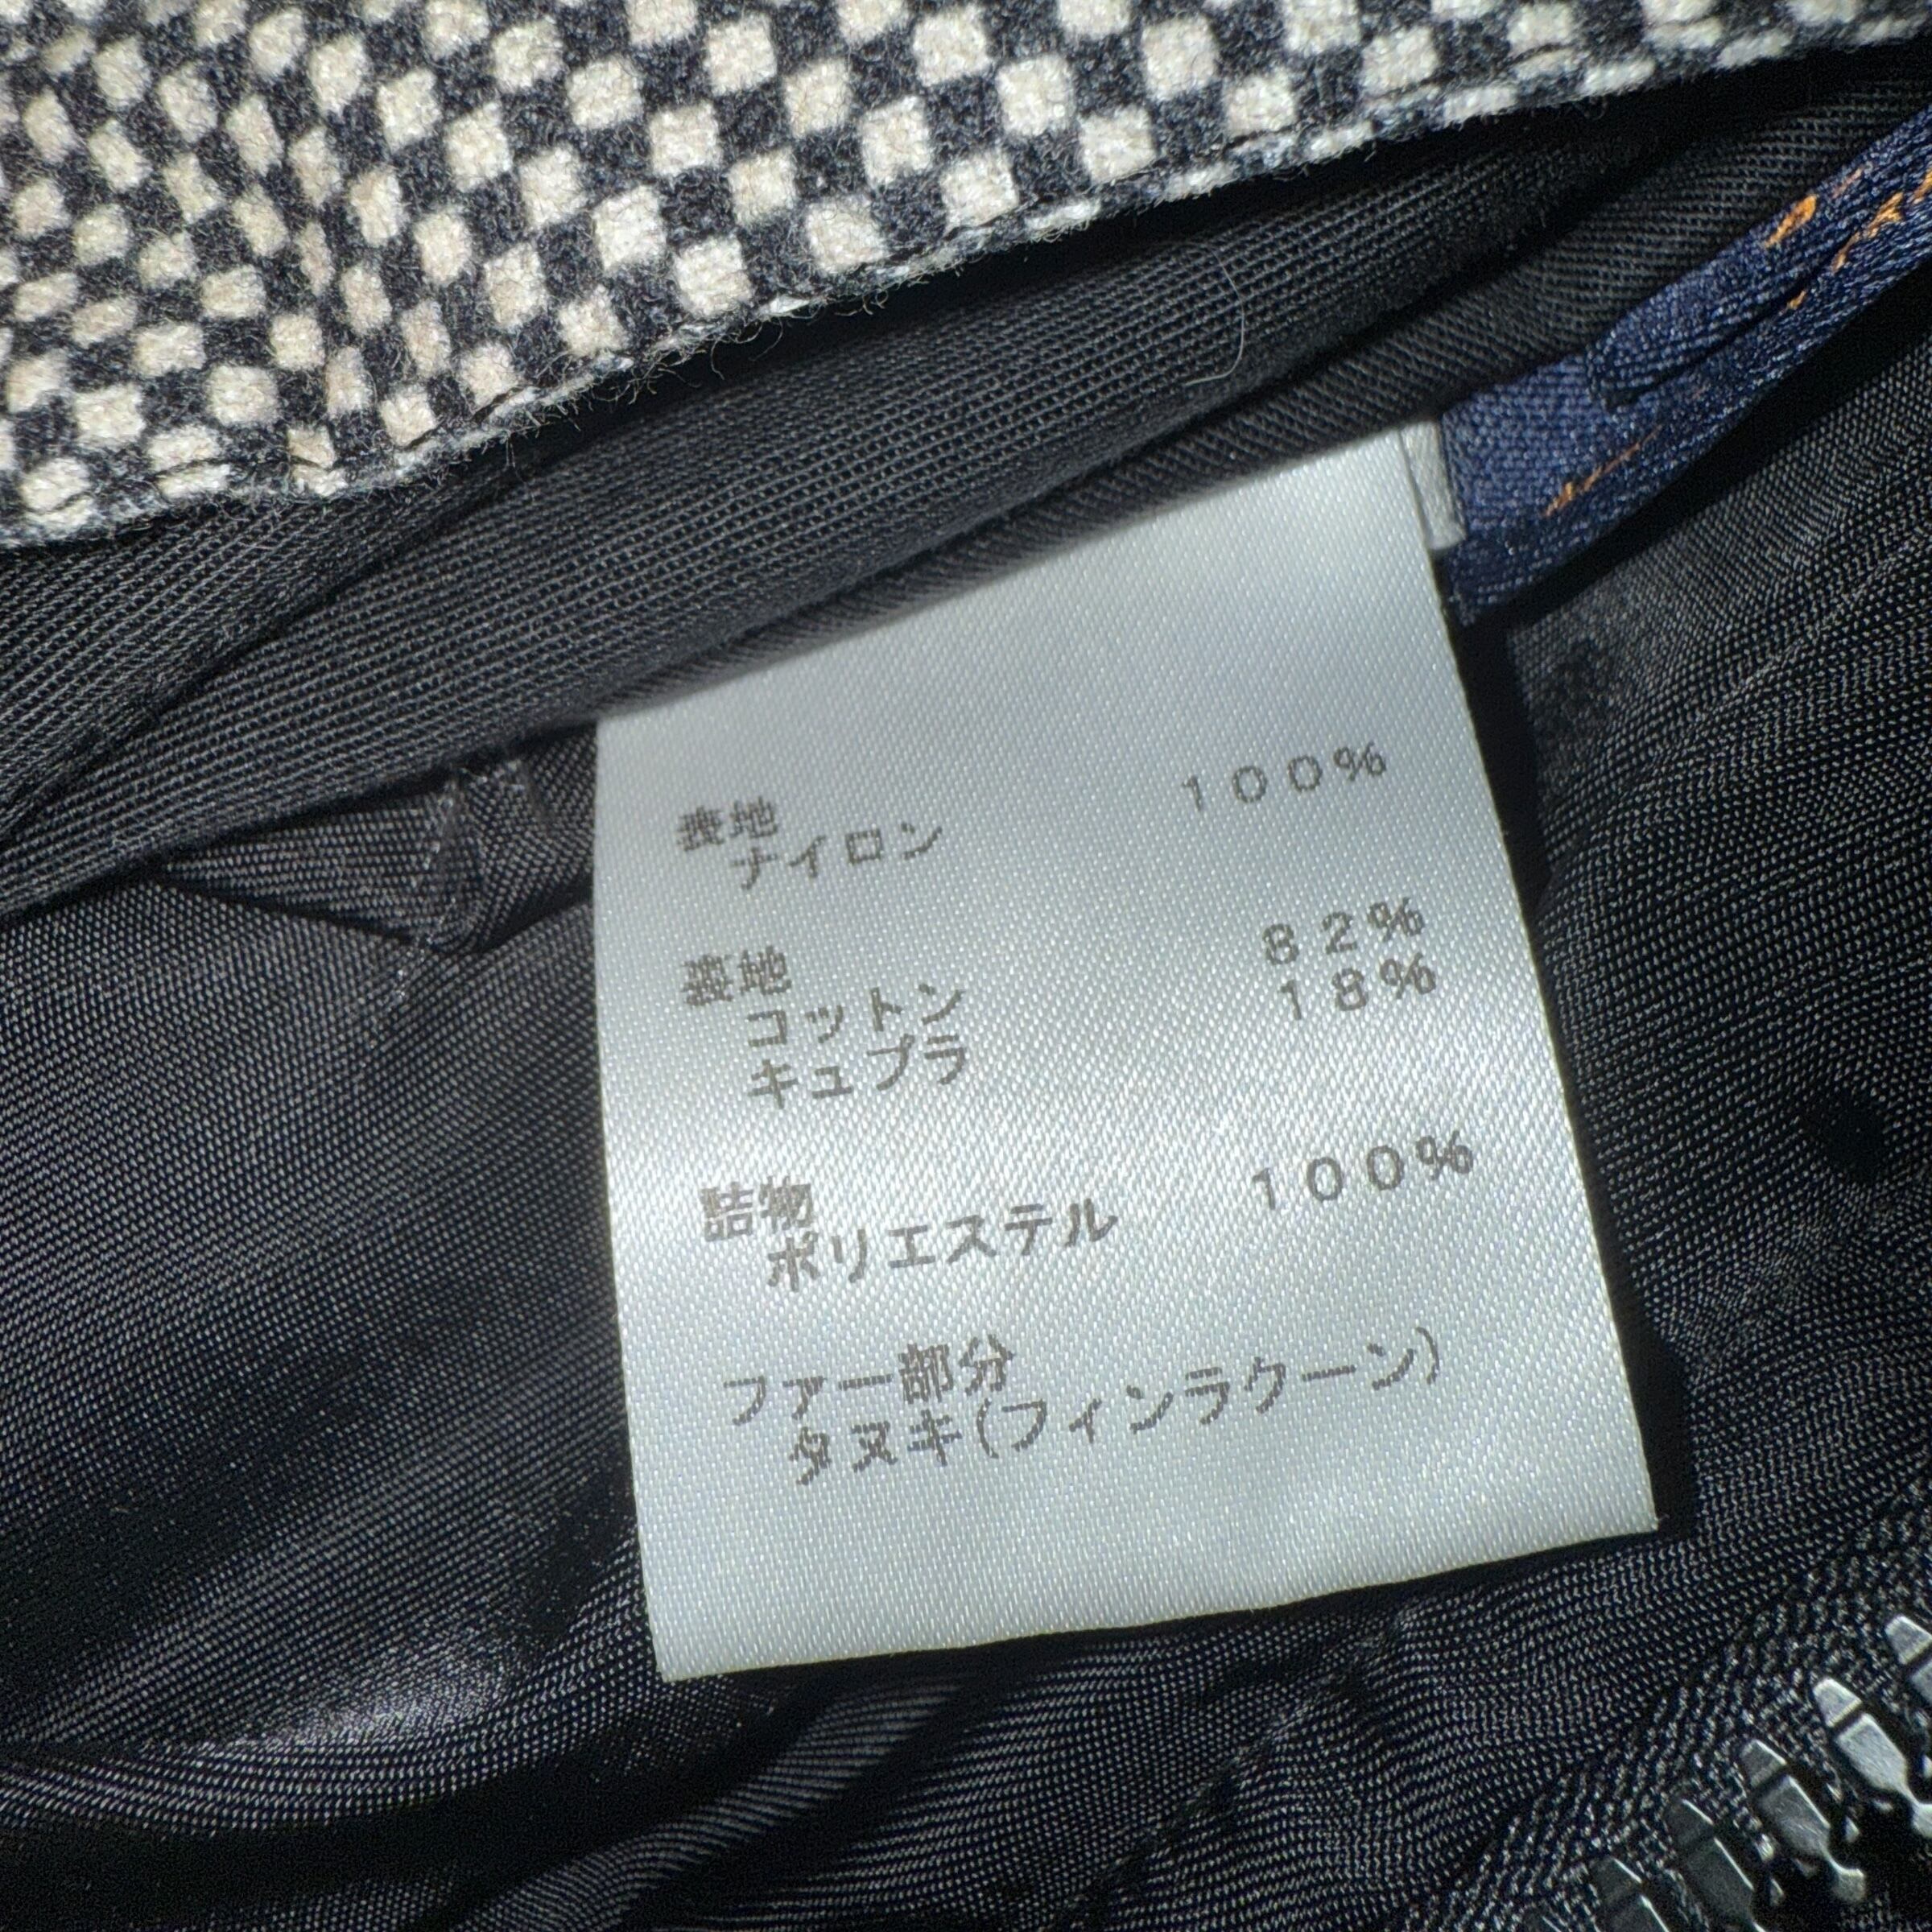 表地
ナイロン 100%
表地
コットン 82%
キュプラ 18%
詰物
ポリエステル 100%
ファー部分
タヌキ(フィンラクーン)